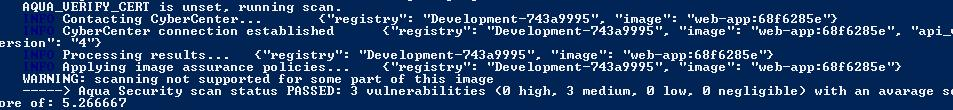 AQUA_VERIFY_CERT is unset, running scan.
INFO Contacting CyberCenter... {"registry": "Development-743a9995", "image": "web-app:68f6285e"}
INFO CyberCenter connection established {"registry": "Development-743a9995", "image": "web-app:68f6285e", "api_v
ersion": "4"}
INFO Processing results... {"registry": "Development-743a9995", "image": "web-app:68f6285e"}
INFO Applying image assurance policies... {"registry": "Development-743a9995", "image": "web-app:68f6285e"}
WARNING: scanning not supported for some part of this image
-----> Aqua Security scan status PASSED: 3 vulnerabilities (0 high, 3 medium, 0 low, 0 negligible) with an avarage sc
ore of: 5.266667